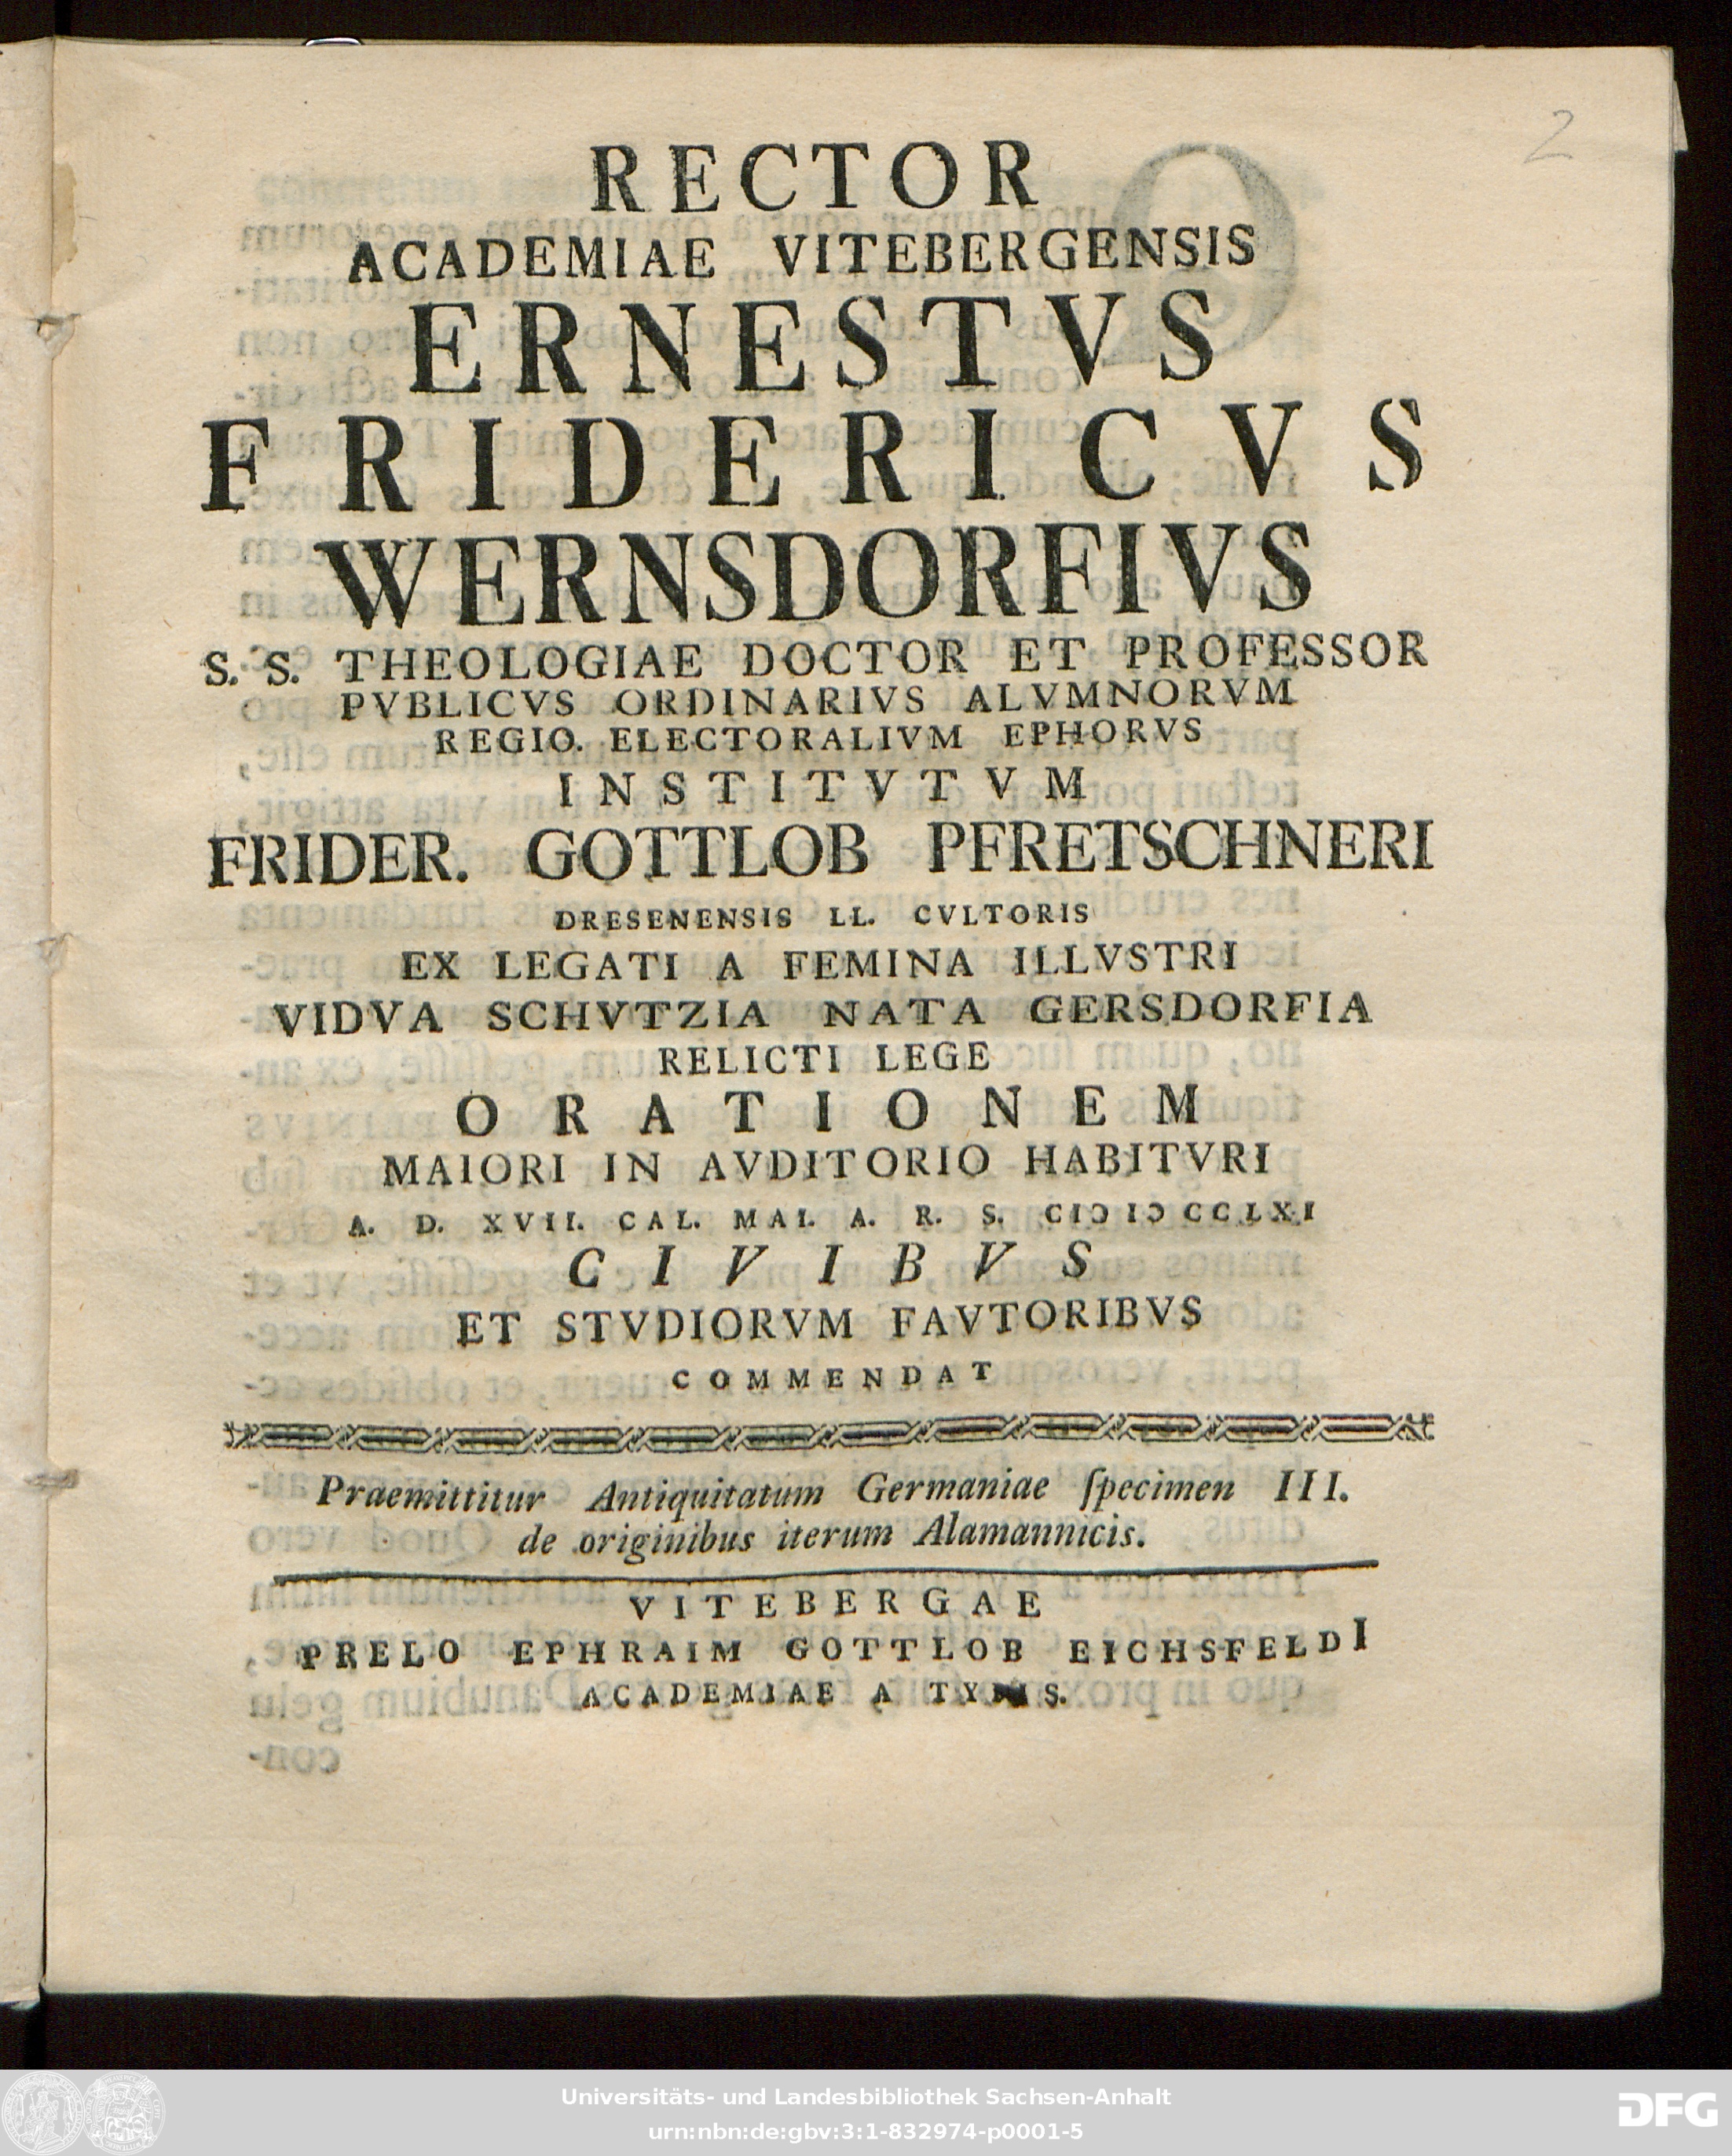 2
RECTOR
ACADEMIAE VITEBERGENSIS
ERNESTVS
FRIDERICVS
WERNSDORFIVS
S. S. THEOLOGIAE DOCTOR ET PROFESSOR
PVBLICVS ORDINARIVS ALVMNORVM
REGIO. ELECTORALIVM EPHORVS
INSTITVTVM
FRIDER. GOTTLOB PFRETSCHNERI
DRESENENSIS LL. CVLTORIS
EX LEGATI A FEMINA ILLVSTRI
VIDVA SCHVTZIA NATA GERSDORFIA
RELICTI LEGE
ORATIONEM
MAIORI IN AVDITORIO HABITVRI
A. D. XVII. CAL. MAI. A. R. S. CIƆ IƆ CCLXI
CIVIBVS
ET STVDIORVM FAVTORIBVS
COMMENDAT
Praemittitur Antiquitatum Germaniae ſpecimen III.
de originibus iterum Alamannicis.
VITEBERGAE
PRELO EPHRAIM GOTTLOB EICHSFELDI
ACADEMIAE A
Universitäts- und Landesbibliothek Sachsen-Anhalt
urn:nbn:de:gbv:3:1-832974-p0001-5
DFG